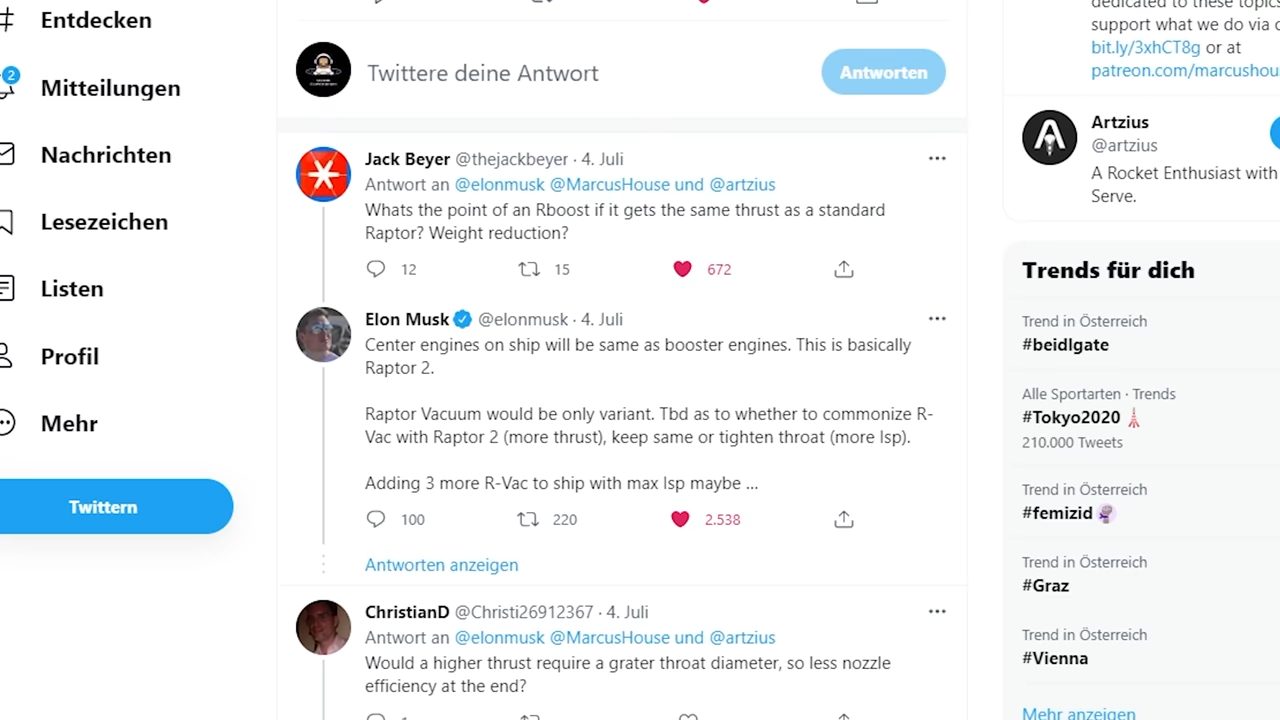 Entdecken
2
Mitteilungen
Nachrichten
Lesezeichen
Listen
Profil
Mehr
Twittern
Twittere deine Antwort
Antworten
Jack Beyer @thejackbeyer · 4. Juli
Antwort an @elonmusk @MarcusHouse und @artzius
Whats the point of an Rboost if it gets the same thrust as a standard
Raptor? Weight reduction?
12 15 672
Elon Musk @elonmusk · 4. Juli
Center engines on ship will be same as booster engines. This is basically
Raptor 2.
Raptor Vacuum would be only variant. Tbd as to whether to commonize R-
Vac with Raptor 2 (more thrust), keep same or tighten throat (more Isp).
Adding 3 more R-Vac to ship with max Isp maybe ...
100 220 2.538
Antworten anzeigen
ChristianD @Christi26912367 · 4. Juli
Antwort an @elonmusk @MarcusHouse und @artzius
Would a higher thrust require a grater throat diameter, so less nozzle
efficiency at the end?
dedicated to these topics
support what we do via
bit.ly/3xhCT8g or at
patreon.com/marcushou
Artzius
@artzius
A Rocket Enthusiast with
Serve.
Trends für dich
Trend in Österreich
#beidlgate
Alle Sportarten · Trends
#Tokyo2020
210.000 Tweets
Trend in Österreich
#femizid
Trend in Österreich
#Graz
Trend in Österreich
#Vienna
Mehr anzeigen